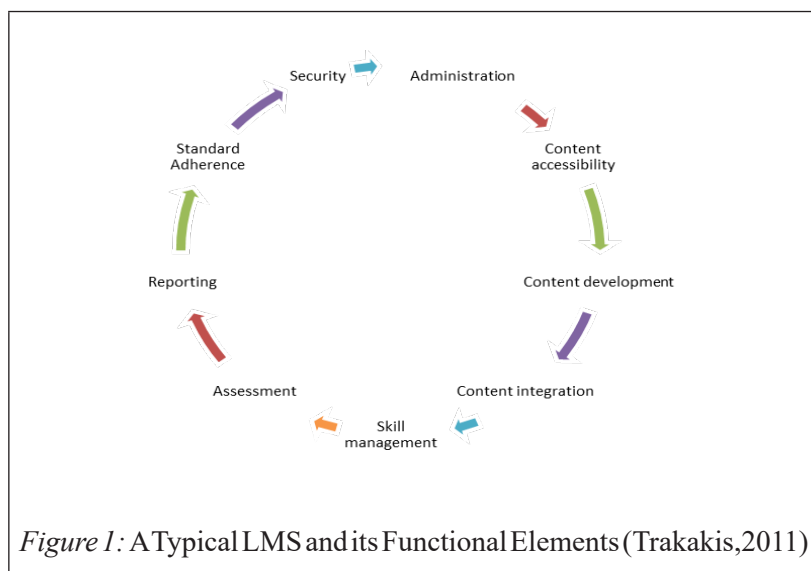 Security
Administration
Content
accessibility
Content development
Content integration
Skill
management
Assessment
Reporting
Standard
Adherence
Figure 1: A Typical LMS and its Functional Elements (Trakakis,2011)